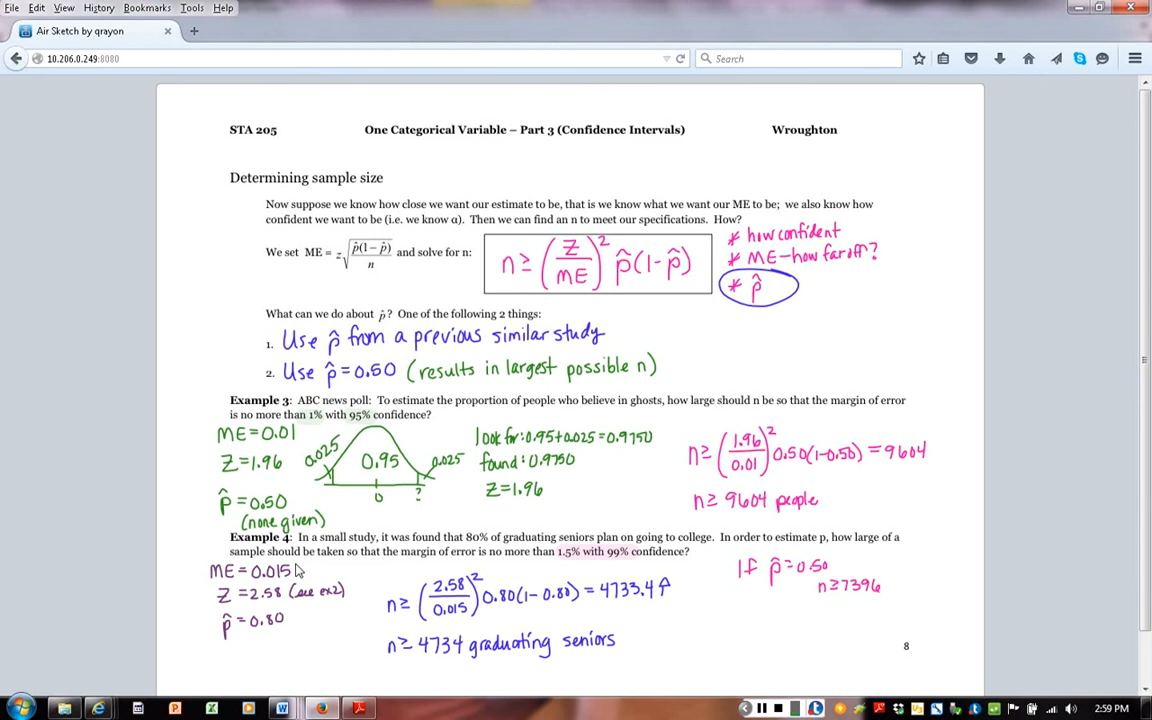 File Edit View History Bookmarks Tools Help
Air Sketch by qrayon
10.206.0.249:8080
Search
STA 205 One Categorical Variable – Part 3 (Confidence Intervals) Wroughton
Determining sample size
Now suppose we know how close we want our estimate to be, that is we know what we want our ME to be; we also know how
confident we want to be (i.e. we know α). Then we can find an n to meet our specifications. How?
We set ME = z√(p̂(1-p̂)/n) and solve for n:
n ≥ (Z/ME)² p̂(1-p̂)
* how confident
* ME-how far off?
* p̂
What can we do about p̂? One of the following 2 things:
1. Use p̂ from a previous similar study
2. Use p̂=0.50 (results in largest possible n)
Example 3: ABC news poll: To estimate the proportion of people who believe in ghosts, how large should n be so that the margin of error
is no more than 1% with 95% confidence?
ME=0.01
Z=1.96
p̂=0.50
(none given)
0.025 0.95 0.025
0 ?
look for: 0.95+0.025=0.9750
found: 0.9750
Z=1.96
n≥ (1.96/0.01)² 0.50(1-0.50) = 9604
n≥ 9604 people
Example 4: In a small study, it was found that 80% of graduating seniors plan on going to college. In order to estimate p, how large of a
sample should be taken so that the margin of error is no more than 1.5% with 99% confidence?
ME=0.015
Z=2.58 (see ex2)
p̂=0.80
n≥ (2.58/0.015)² 0.80(1-0.80) = 4733.4↑
n≥ 4734 graduating seniors
If p̂=0.50
n≥7396
8
2:59 PM